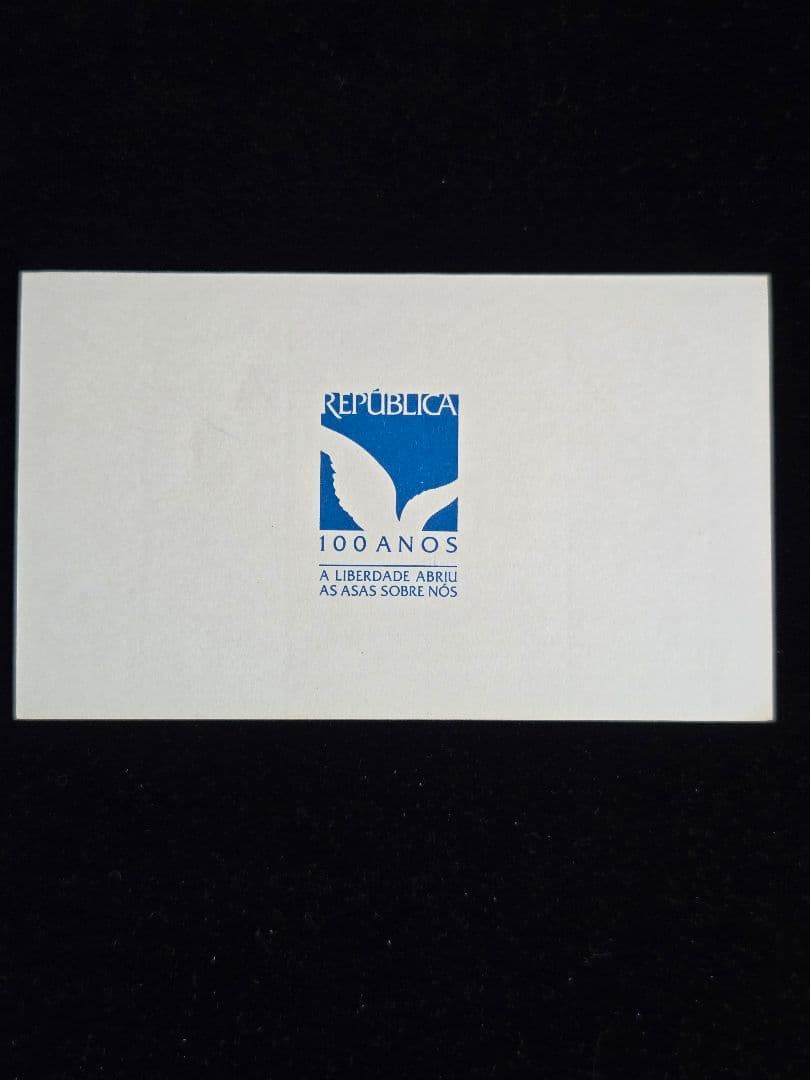 REPÚBLICA
100 ANOS
A LIBERDADE ABRIU
AS ASAS SOBRE NÓS